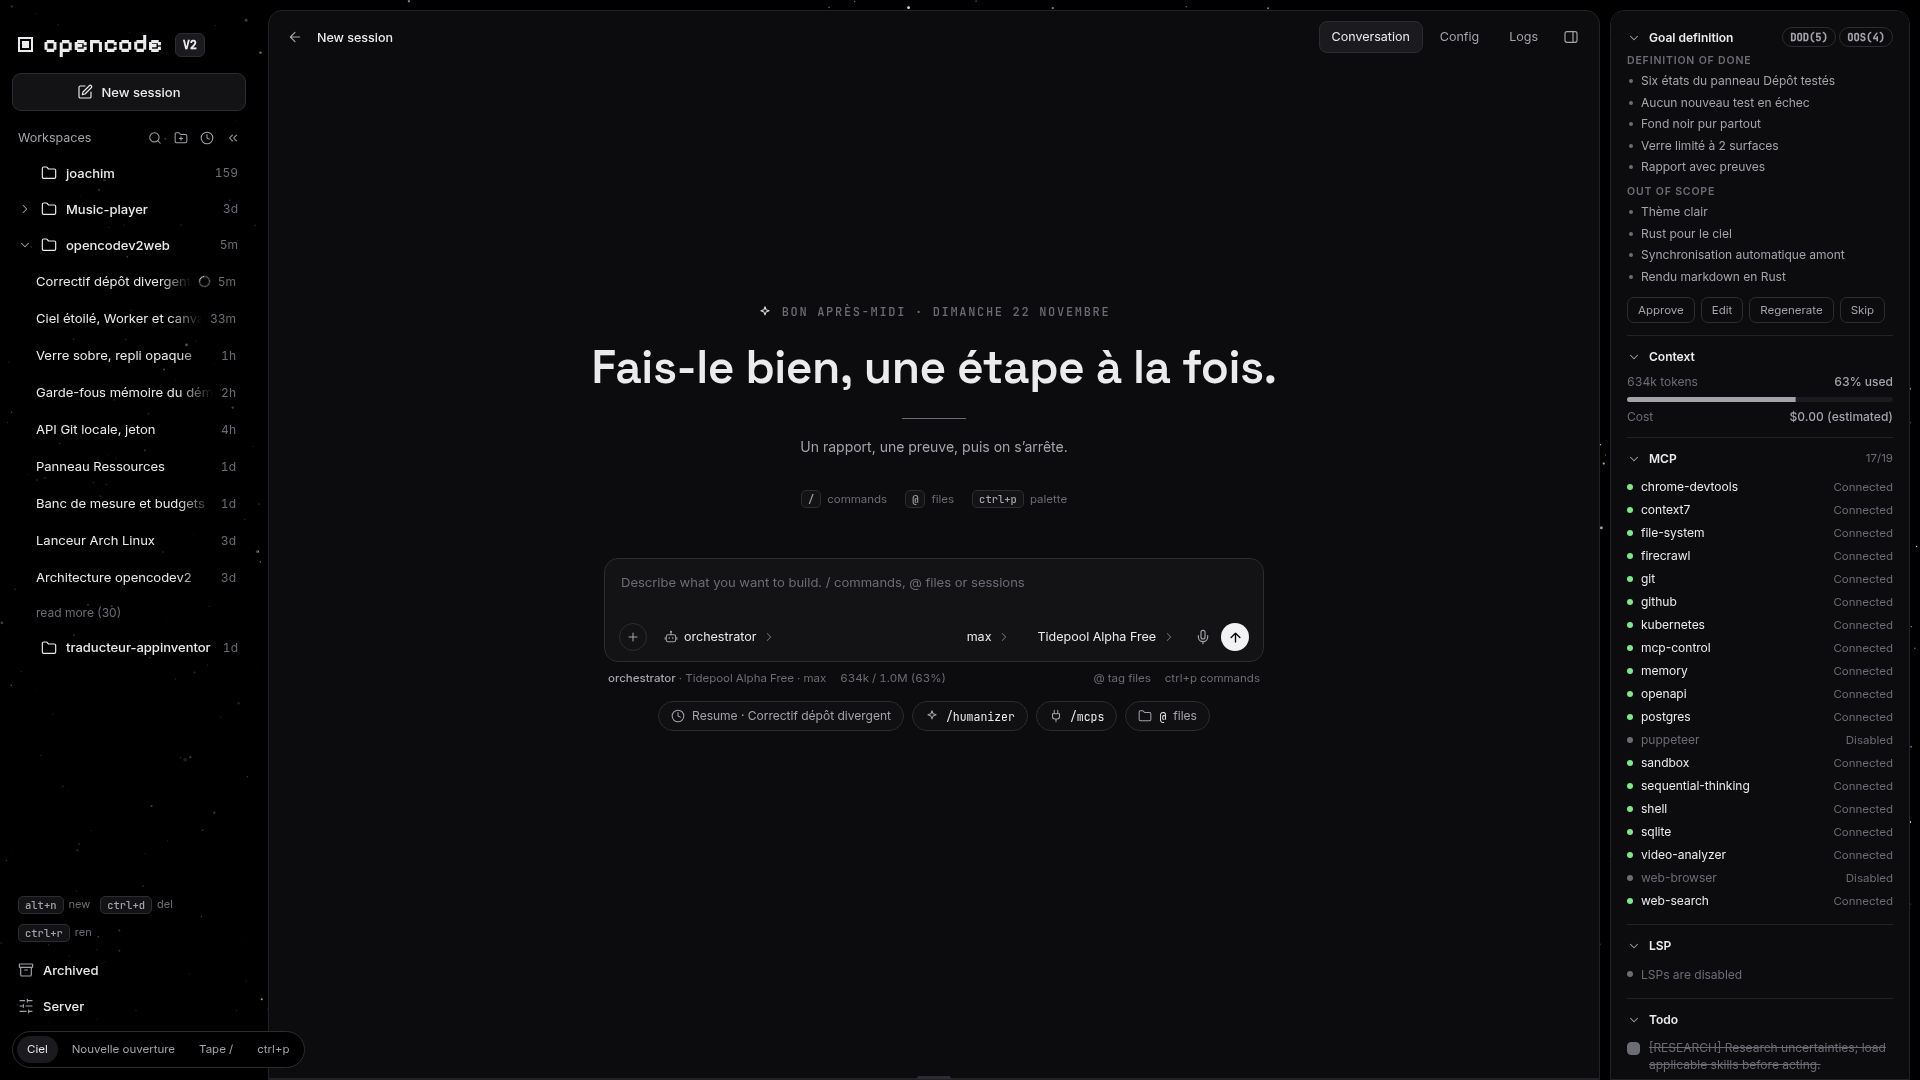 opencode V2
New session
Workspaces
joachim 159
Music-player 3d
opencodev2web 5m
Correctif dépôt divergent 5m
Ciel étoilé, Worker et canva 33m
Verre sobre, repli opaque 1h
Garde-fous mémoire du dém 2h
API Git locale, jeton 4h
Panneau Ressources 1d
Banc de mesure et budgets 1d
Lanceur Arch Linux 3d
Architecture opencodev2 3d
read more (30)
traducteur-appinventor 1d
alt+n new ctrl+d del
ctrl+r ren
Archived
Server
Ciel Nouvelle ouverture Tape / ctrl+p
New session
Conversation Config Logs
BON APRÈS-MIDI · DIMANCHE 22 NOVEMBRE
Fais-le bien, une étape à la fois.
Un rapport, une preuve, puis on s’arrête.
/ commands @ files ctrl+p palette
Describe what you want to build. / commands, @ files or sessions
orchestrator max Tidepool Alpha Free
orchestrator · Tidepool Alpha Free · max 634k / 1.0M (63%) @ tag files ctrl+p commands
Resume · Correctif dépôt divergent /humanizer /mcps @ files
Goal definition DOD(5) OOS(4)
DEFINITION OF DONE
• Six états du panneau Dépôt testés
• Aucun nouveau test en échec
• Fond noir pur partout
• Verre limité à 2 surfaces
• Rapport avec preuves
OUT OF SCOPE
• Thème clair
• Rust pour le ciel
• Synchronisation automatique amont
• Rendu markdown en Rust
Approve Edit Regenerate Skip
Context
634k tokens 63% used
Cost $0.00 (estimated)
MCP 17/19
chrome-devtools Connected
context7 Connected
file-system Connected
firecrawl Connected
git Connected
github Connected
kubernetes Connected
mcp-control Connected
memory Connected
openapi Connected
postgres Connected
puppeteer Disabled
sandbox Connected
sequential-thinking Connected
shell Connected
sqlite Connected
video-analyzer Connected
web-browser Disabled
web-search Connected
LSP
LSPs are disabled
Todo
[RESEARCH] Research uncertainties; load
applicable skills before acting.